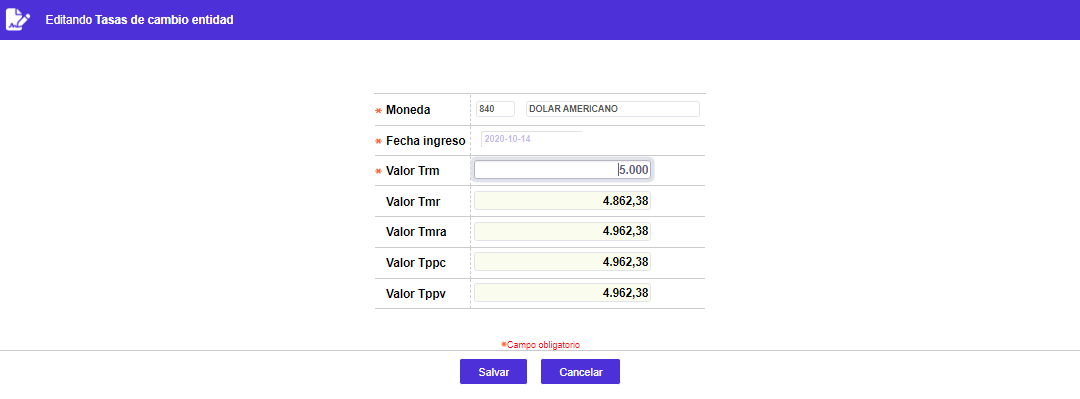 Editando Tasas de cambio entidad
* Moneda 840 DOLAR AMERICANO
* Fecha ingreso 2020-10-14
* Valor Trm 5.000
Valor Tmr 4.862,38
Valor Tmra 4.962,38
Valor Tppc 4.962,38
Valor Tppv 4.962,38
*Campo obligatorio
Salvar Cancelar